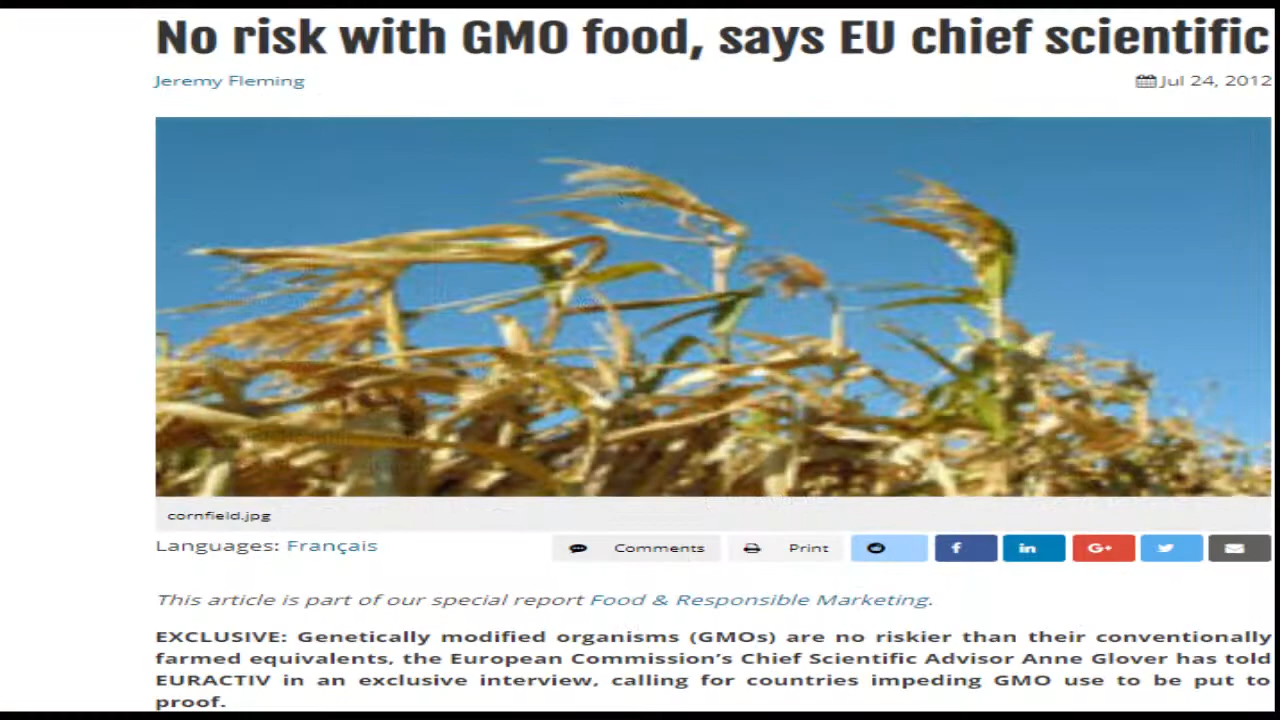 No risk with GMO food, says EU chief scientific
Jeremy Fleming
Jul 24, 2012
cornfield.jpg
Languages: Français
Comments
Print
f
in
G+
This article is part of our special report Food & Responsible Marketing.
EXCLUSIVE: Genetically modified organisms (GMOs) are no riskier than their conventionally
farmed equivalents, the European Commission’s Chief Scientific Advisor Anne Glover has told
EURACTIV in an exclusive interview, calling for countries impeding GMO use to be put to
proof.